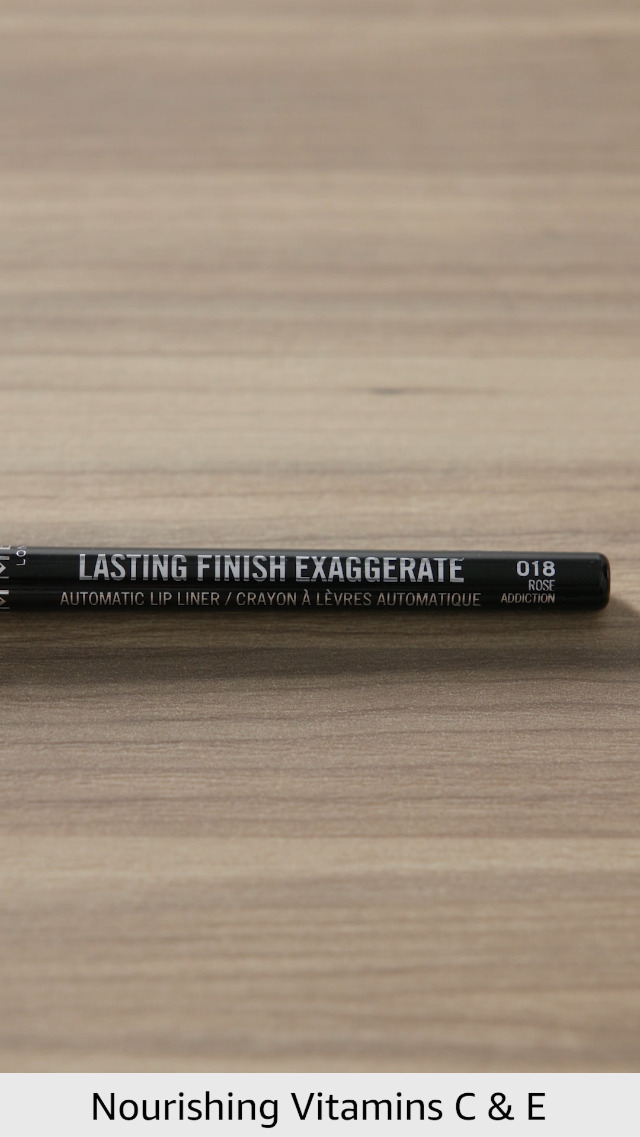 LASTING FINISH EXAGGERATE
AUTOMATIC LIP LINER / CRAYON À LÈVRES AUTOMATIQUE
018
ROSE
ADDICTION
Nourishing Vitamins C & E